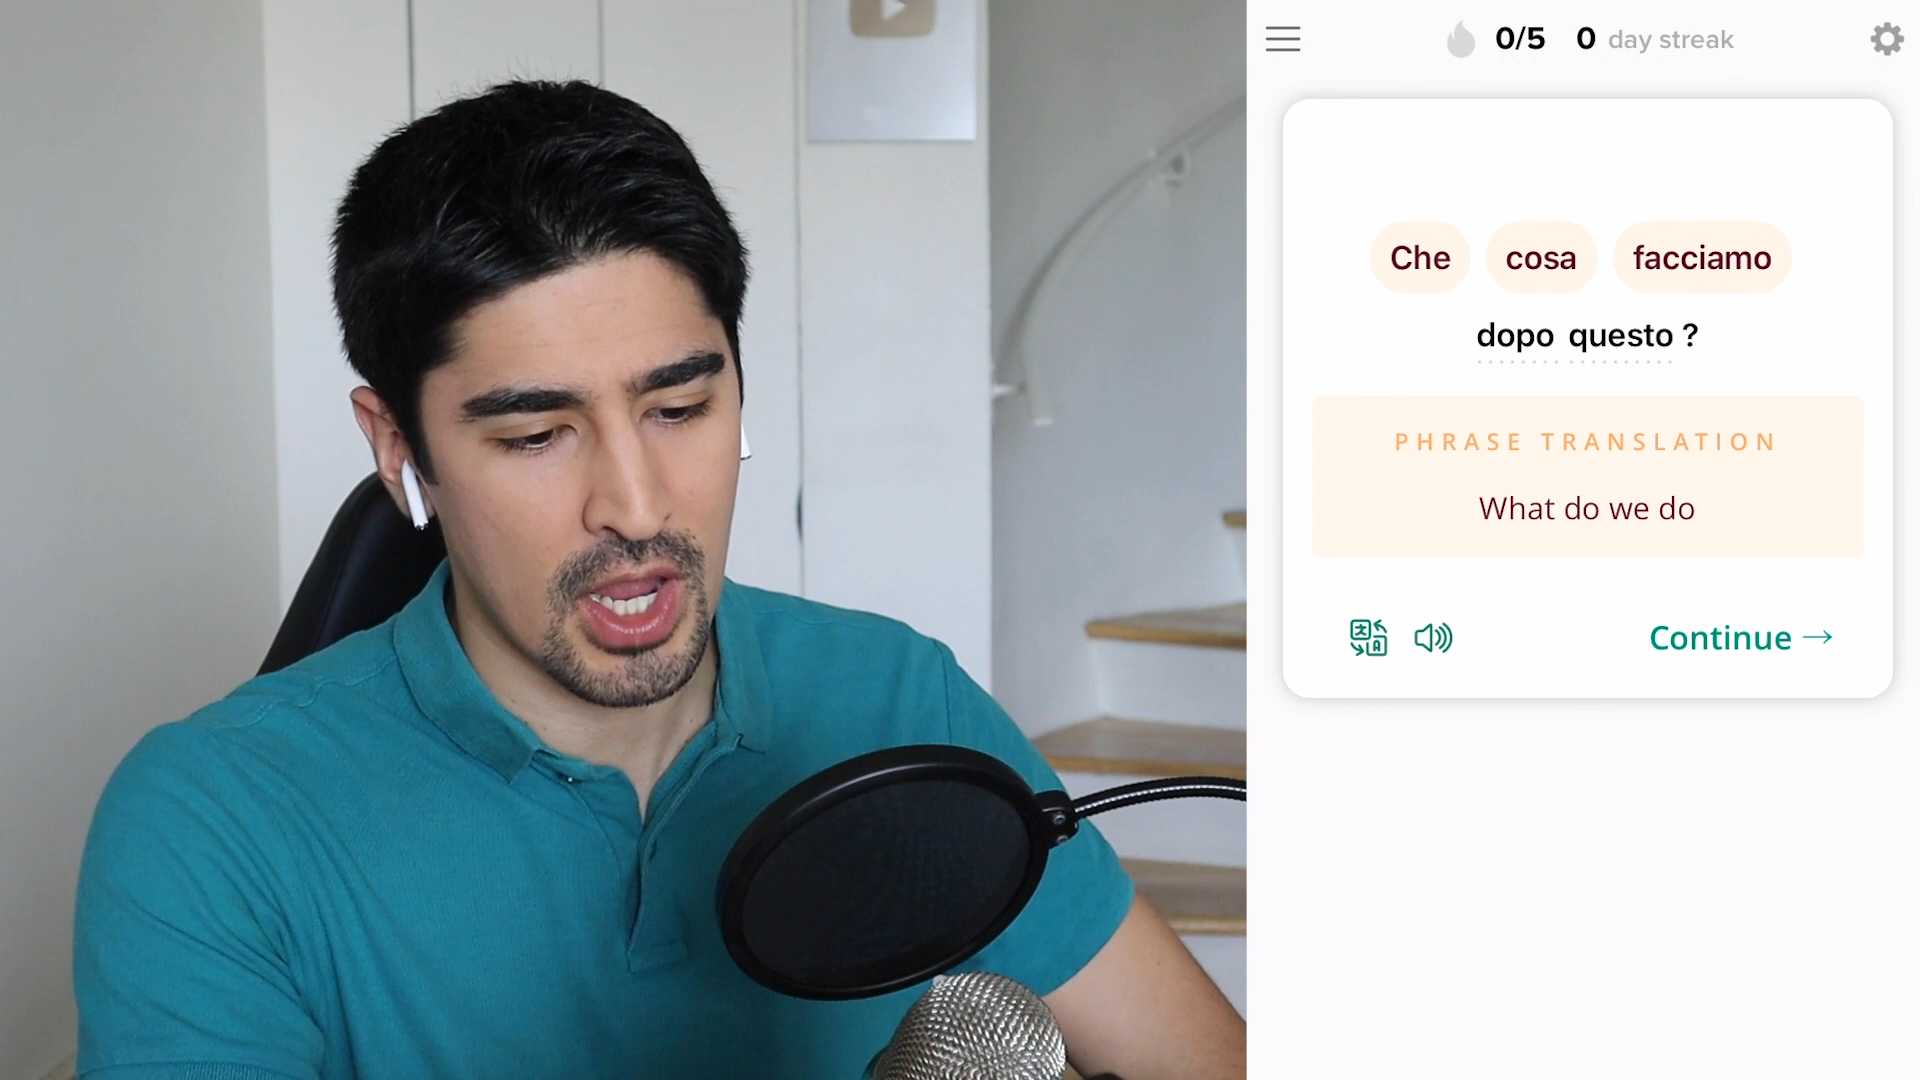 0/5 0 day streak
Che cosa facciamo
dopo questo ?
PHRASE TRANSLATION
What do we do
Continue →